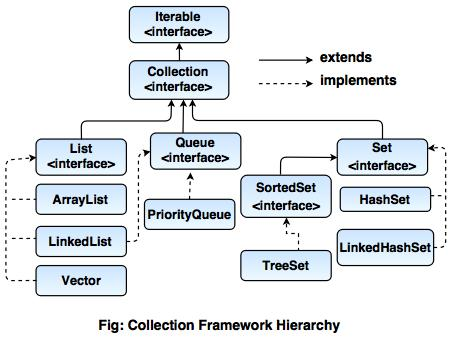 Iterable
<interface>
extends
Collection
<interface>
implements
List
<interface>
Queue
<interface>
Set
<interface>
ArrayList
PriorityQueue
SortedSet
<interface>
HashSet
LinkedList
LinkedHashSet
Vector
TreeSet
Fig: Collection Framework Hierarchy